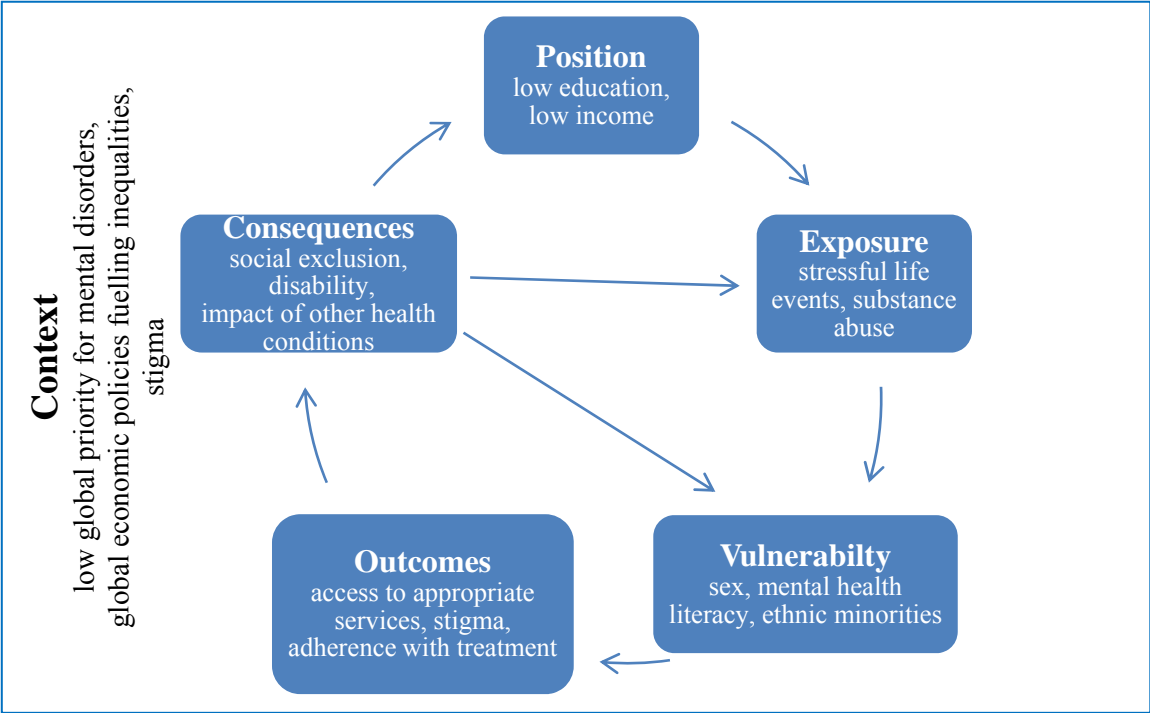 Context
low global priority for mental disorders,
global economic policies fuelling inequalities,
stigma
Position
low education,
low income
Consequences
social exclusion,
disability,
impact of other health
conditions
Exposure
stressful life
events, substance
abuse
Outcomes
access to appropriate
services, stigma,
adherence with treatment
Vulnerabilty
sex, mental health
literacy, ethnic minorities